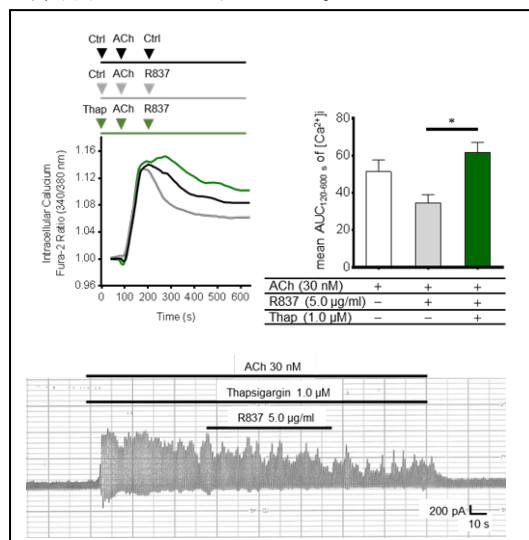 Ctrl ACh Ctrl
Ctrl ACh R837
Thap ACh R837
Intracellular Calucium
Fura-2 Ratio (340/380 nm)
1.16
1.12
1.08
1.04
1.00
0.96
0 100 200 300 400 500 600
Time (s)
mean AUC120-600 s of [Ca2+]i
80
60
40
20
0
*
ACh (30 nM) + + +
R837 (5.0 µg/ml) − + +
Thap (1.0 µM) − − +
ACh 30 nM
Thapsigargin 1.0 µM
R837 5.0 µg/ml
200 pA
10 s